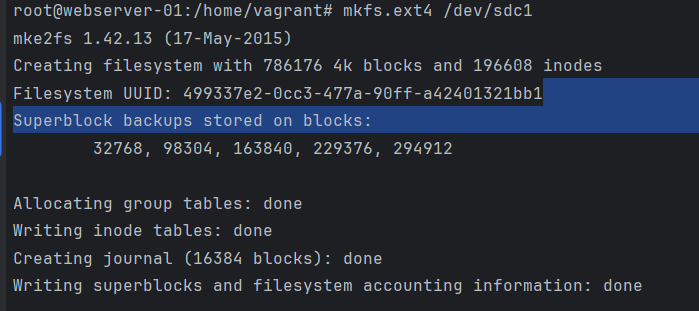 root@webserver-01:/home/vagrant# mkfs.ext4 /dev/sdc1
mke2fs 1.42.13 (17-May-2015)
Creating filesystem with 786176 4k blocks and 196608 inodes
Filesystem UUID: 499337e2-0cc3-477a-90ff-a42401321bb1
Superblock backups stored on blocks:
32768, 98304, 163840, 229376, 294912
Allocating group tables: done
Writing inode tables: done
Creating journal (16384 blocks): done
Writing superblocks and filesystem accounting information: done